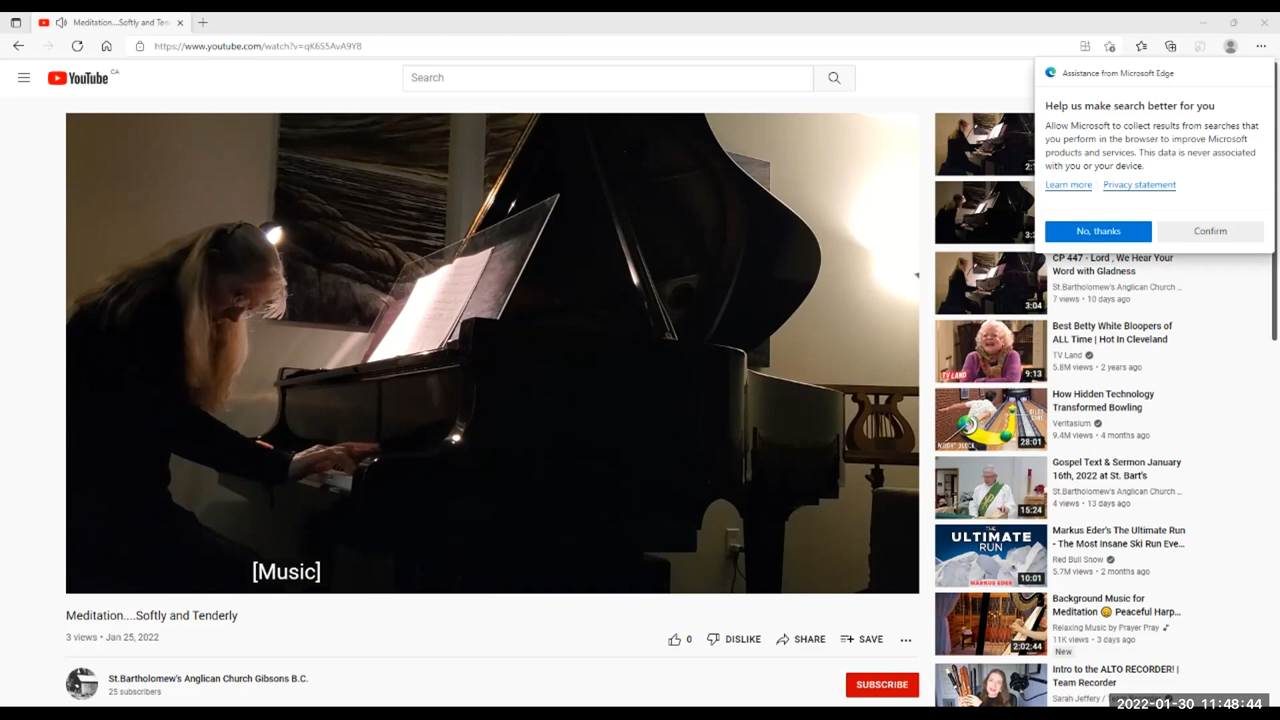 Meditation....Softly and Ten
https://www.youtube.com/watch?v=qK6S5AvA9Y8
YouTube CA
Search
Assistance from Microsoft Edge
Help us make search better for you
Allow Microsoft to collect results from searches that
you perform in the browser to improve Microsoft
products and services. This data is never associated
with you or your device.
Learn more Privacy statement
No, thanks Confirm
[Music]
Meditation....Softly and Tenderly
3 views • Jan 25, 2022
0 DISLIKE SHARE SAVE
St.Bartholomew's Anglican Church Gibsons B.C.
25 subscribers
SUBSCRIBE
CP 447 - Lord , We Hear Your
Word with Gladness
St.Bartholomew's Anglican Church ...
7 views • 10 days ago
3:04
Best Betty White Bloopers of
ALL Time | Hot In Cleveland
TV Land
5.8M views • 2 years ago
TV LAND
9:13
How Hidden Technology
Transformed Bowling
Veritasium
9.4M views • 4 months ago
WEIGHT BLOCK
28:01
Gospel Text & Sermon January
16th, 2022 at St. Bart's
St.Bartholomew's Anglican Church ...
4 views • 13 days ago
15:24
Markus Eder's The Ultimate Run
- The Most Insane Ski Run Eve...
Red Bull Snow
5.7M views • 2 months ago
THE
ULTIMATE
RUN
MARKUS EDER
10:01
Background Music for
Meditation Peaceful Harp...
Relaxing Music by Prayer Pray
11K views • 3 days ago
New
2:02:44
Intro to the ALTO RECORDER! |
Team Recorder
Sarah Jeffery /
2022-01-30 11:48:44